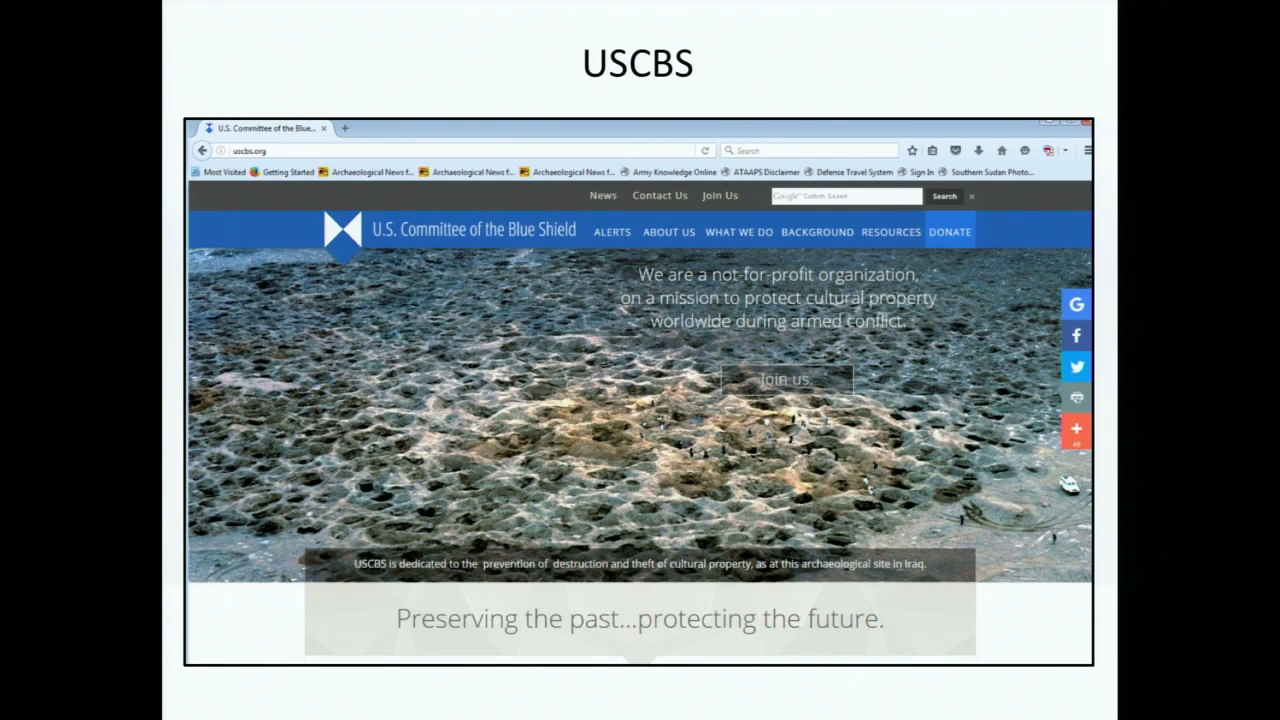 USCBS
U.S. Committee of the Blue...
uscbs.org
Search
Most Visited Getting Started Archaeological News f... Archaeological News f... Archaeological News f... Army Knowledge Online ATAAPS Disclaimer Defense Travel System Sign In Southern Sudan Photo...
News Contact Us Join Us Google™ Custom Search Search
U.S. Committee of the Blue Shield
ALERTS ABOUT US WHAT WE DO BACKGROUND RESOURCES DONATE
We are a not-for-profit organization,
on a mission to protect cultural property
worldwide during armed conflict.
Join us.
USCBS is dedicated to the prevention of destruction and theft of cultural property, as at this archaeological site in Iraq.
Preserving the past...protecting the future.